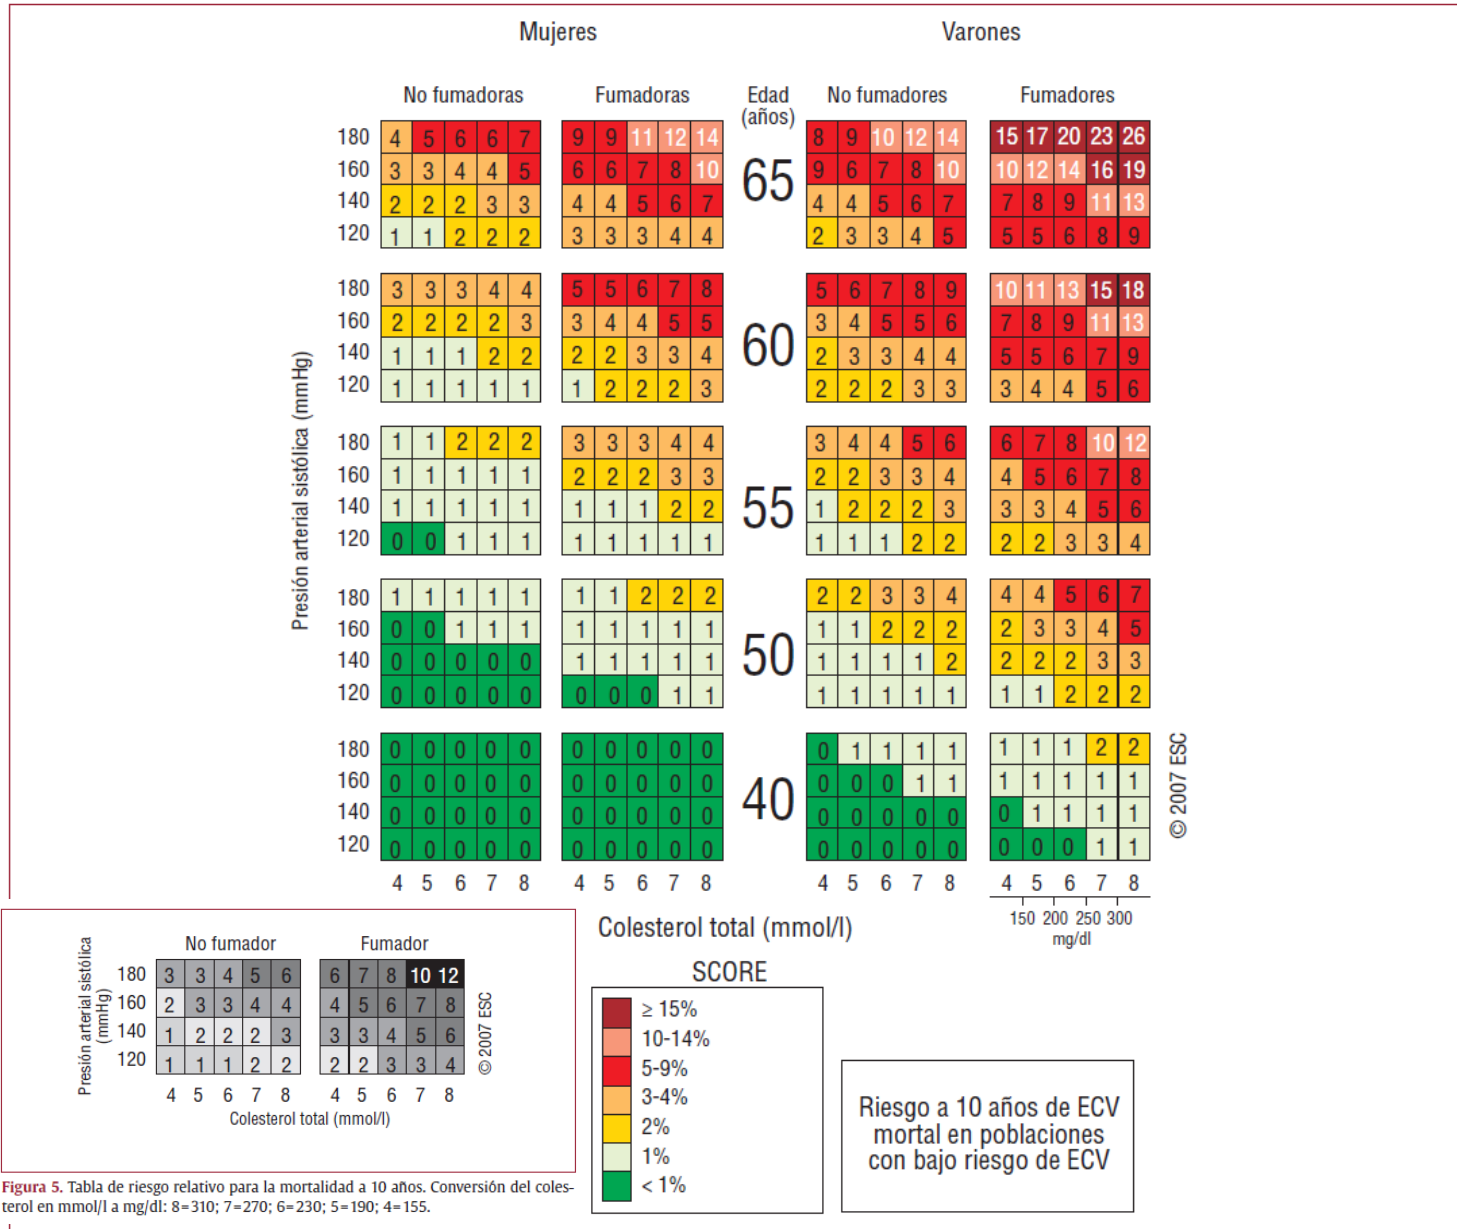 Mujeres Varones
No fumadoras Fumadoras Edad (años) No fumadores Fumadores
Presión arterial sistólica (mmHg)
65
180 4 5 6 6 7 9 9 11 12 14 8 9 10 12 14 15 17 20 23 26
160 3 3 4 4 5 6 6 7 8 10 9 6 7 8 10 10 12 14 16 19
140 2 2 2 3 3 4 4 5 6 7 4 4 5 6 7 7 8 9 11 13
120 1 1 2 2 2 3 3 3 4 4 2 3 3 4 5 5 5 6 8 9
60
180 3 3 3 4 4 5 5 6 7 8 5 6 7 8 9 10 11 13 15 18
160 2 2 2 2 3 3 4 4 5 5 3 4 5 5 6 7 8 9 11 13
140 1 1 1 2 2 2 2 3 3 4 2 3 3 4 4 5 5 6 7 9
120 1 1 1 1 1 1 2 2 2 3 2 2 2 3 3 3 4 4 5 6
55
180 1 1 2 2 2 3 3 3 4 4 3 4 4 5 6 6 7 8 10 12
160 1 1 1 1 1 2 2 2 3 3 2 2 3 3 4 4 5 6 7 8
140 1 1 1 1 1 1 1 1 2 2 1 2 2 2 3 3 3 4 5 6
120 0 0 1 1 1 1 1 1 1 1 1 1 1 2 2 2 2 3 3 4
50
180 1 1 1 1 1 1 1 2 2 2 2 2 3 3 4 4 4 5 6 7
160 0 0 1 1 1 1 1 1 1 1 1 1 2 2 2 2 3 3 4 5
140 0 0 0 0 0 1 1 1 1 1 1 1 1 1 2 2 2 2 3 3
120 0 0 0 0 0 0 0 0 1 1 1 1 1 1 1 1 1 2 2 2
40
180 0 0 0 0 0 0 0 0 0 0 0 1 1 1 1 1 1 1 2 2
160 0 0 0 0 0 0 0 0 0 0 0 0 0 1 1 1 1 1 1 1
140 0 0 0 0 0 0 0 0 0 0 0 0 0 0 0 0 1 1 1 1
120 0 0 0 0 0 0 0 0 0 0 0 0 0 0 0 0 0 0 1 1
4 5 6 7 8 4 5 6 7 8 4 5 6 7 8 4 5 6 7 8
150 200 250 300
mg/dl
Colesterol total (mmol/l)
© 2007 ESC
No fumador Fumador
Presión arterial sistólica
(mmHg)
180 3 3 4 5 6 6 7 8 10 12
160 2 3 3 4 4 4 5 6 7 8
140 1 2 2 2 3 3 3 4 5 6
120 1 1 1 2 2 2 2 3 3 4
4 5 6 7 8 4 5 6 7 8
Colesterol total (mmol/l)
© 2007 ESC
Figura 5. Tabla de riesgo relativo para la mortalidad a 10 años. Conversión del coles-
terol en mmol/l a mg/dl: 8=310; 7=270; 6=230; 5=190; 4=155.
SCORE
≥ 15%
10-14%
5-9%
3-4%
2%
1%
< 1%
Riesgo a 10 años de ECV
mortal en poblaciones
con bajo riesgo de ECV